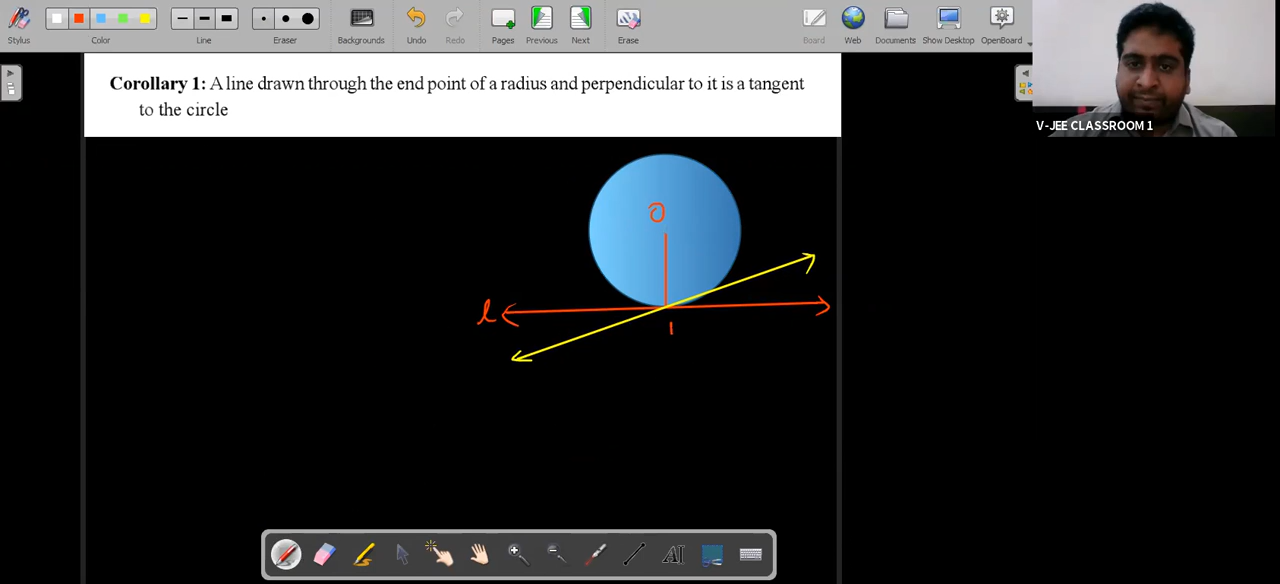 Stylus
Color
Line
Eraser
Backgrounds
Undo
Redo
Pages
Previous
Next
Erase
Board
Web
Documents
Show Desktop
OpenBoard
Corollary 1: A line drawn through the end point of a radius and perpendicular to it is a tangent
to the circle
V-JEE CLASSROOM 1
O
l
AI